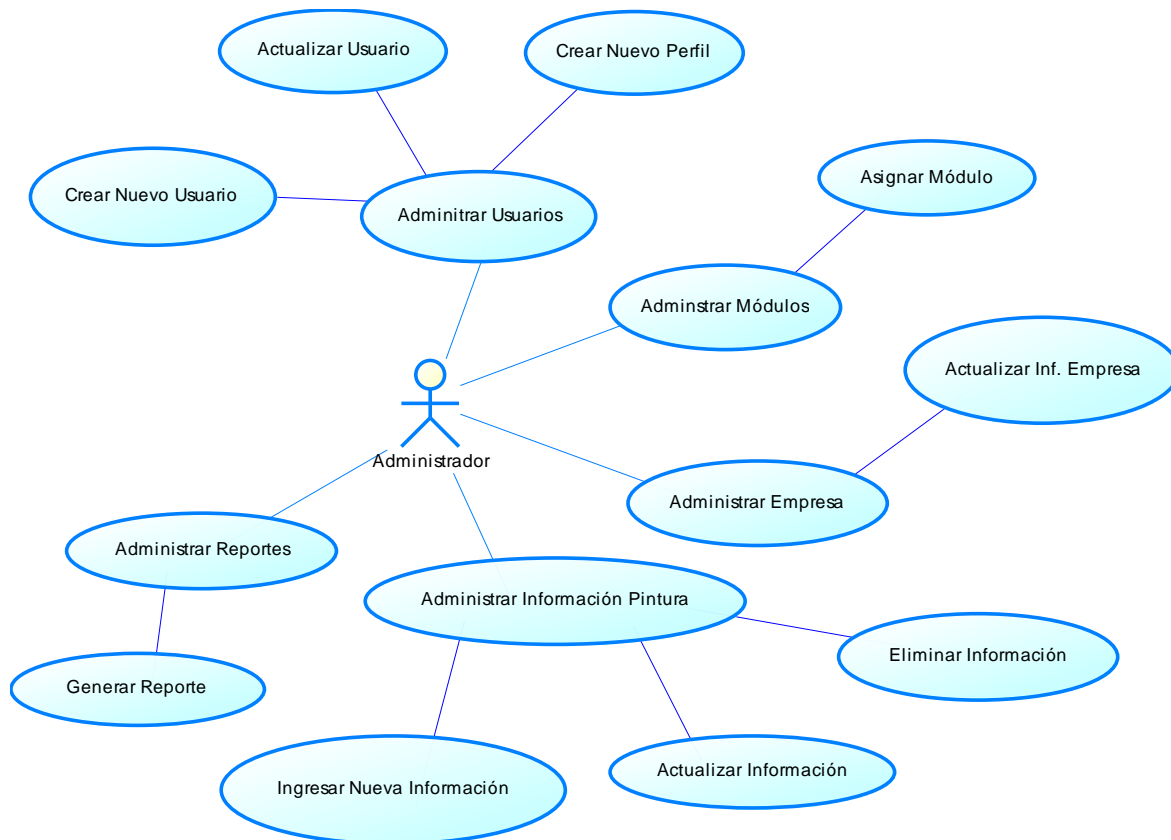 Actualizar Usuario
Crear Nuevo Perfil
Crear Nuevo Usuario
Adminitrar Usuarios
Asignar Módulo
Adminstrar Módulos
Actualizar Inf. Empresa
Administrador
Administrar Empresa
Administrar Reportes
Administrar Información Pintura
Eliminar Información
Generar Reporte
Actualizar Información
Ingresar Nueva Información